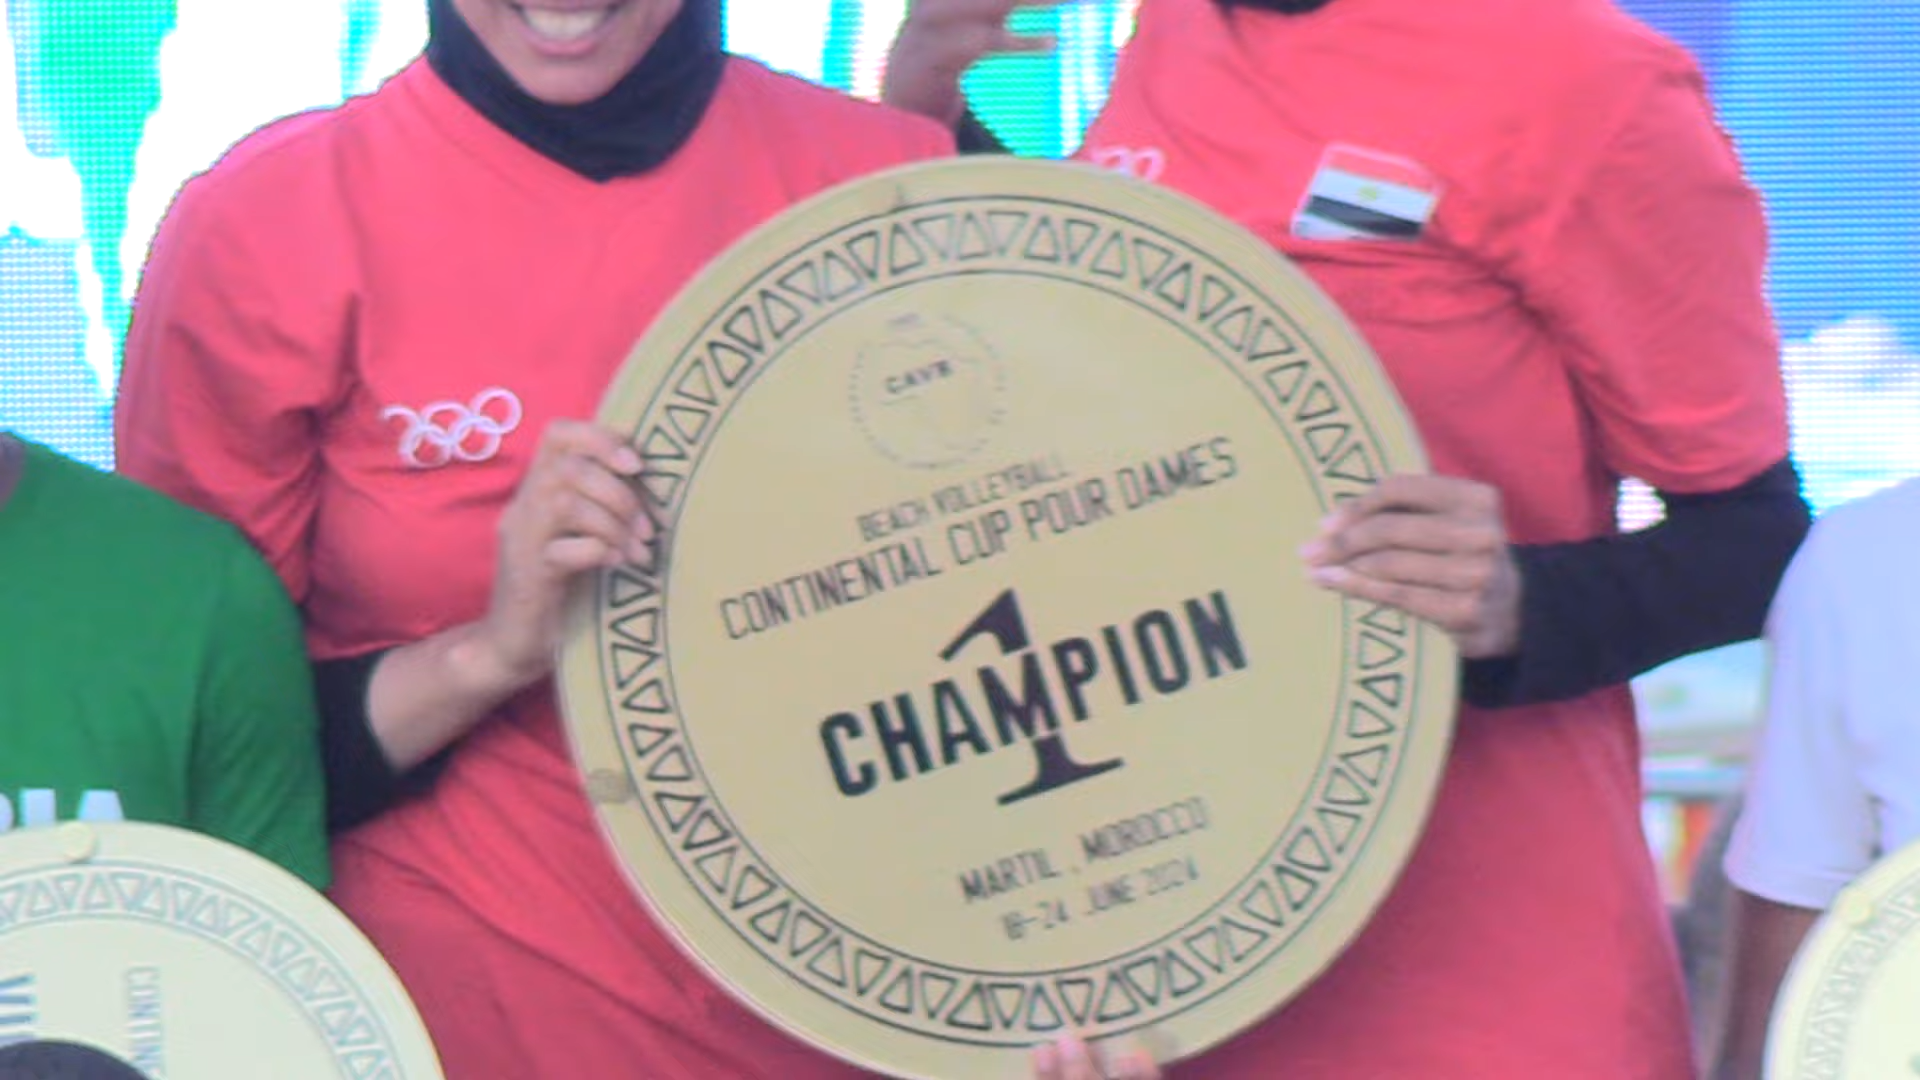 CAVB
BEACH VOLLEYBALL
CONTINENTAL CUP POUR DAMES
1
CHAMPION
MARTIL , MOROCCO
18-24 JUNE 2024